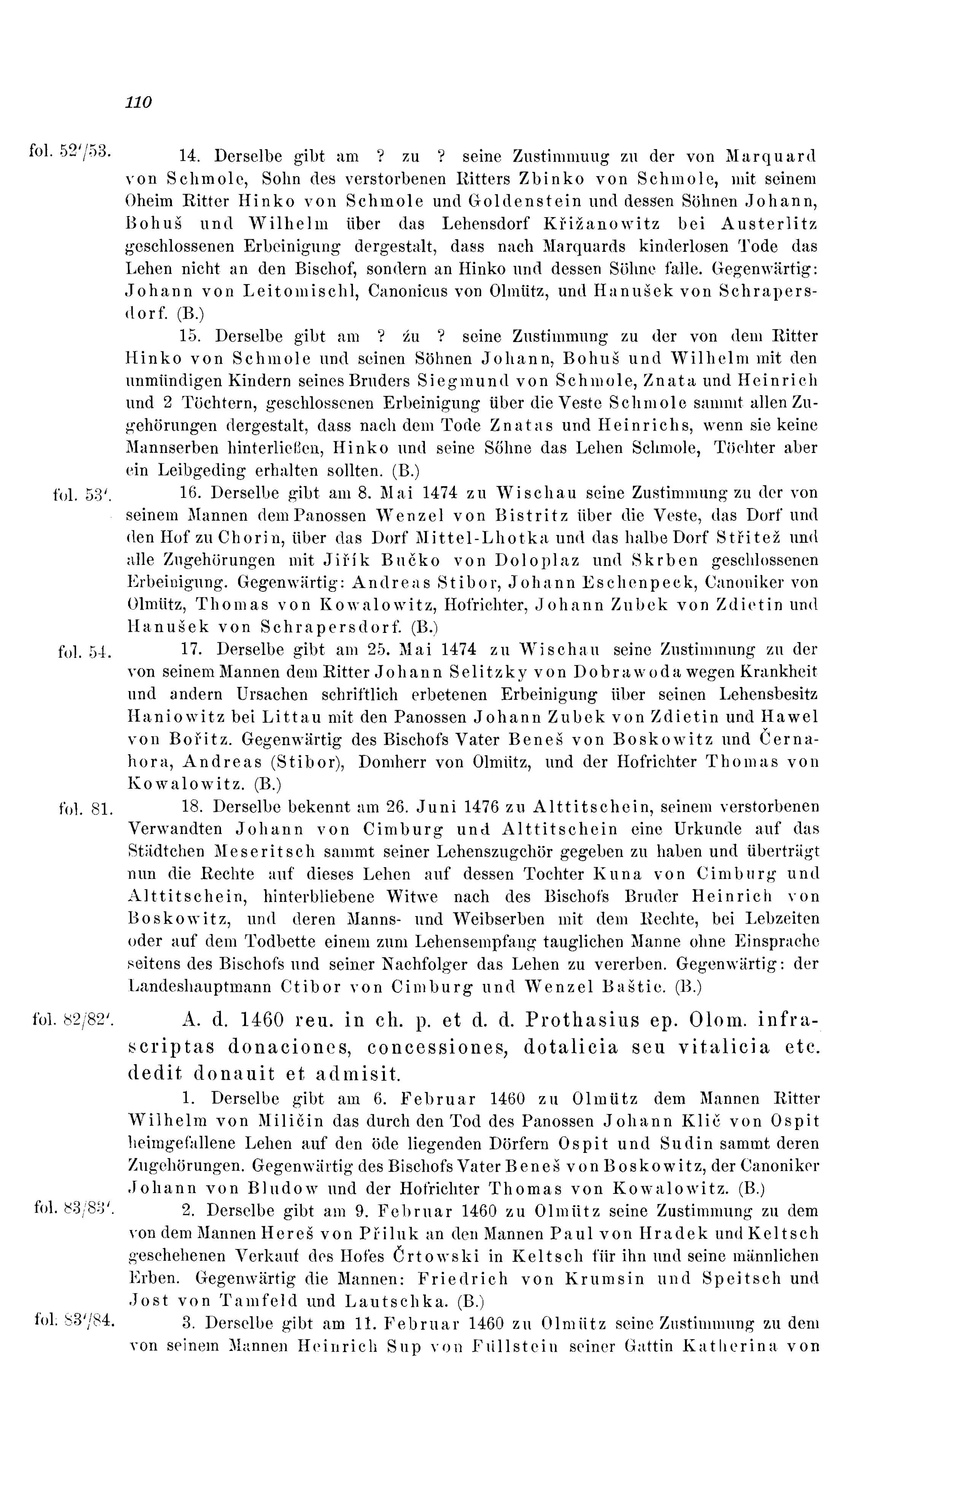 110
fol. 52'/53. 14. Derselbe gibt am ? zu ? seine Zustimmung zu der von Marquard
von Schmole, Sohn des verstorbenen Ritters Zbinko von Schmole, mit seinem
Oheim Ritter Hinko von Schmole und Goldenstein und dessen Söhnen Johann,
Bohuš und Wilhelm über das Lehensdorf Křižanowitz bei Austerlitz
geschlossenen Erbeinigung dergestalt, dass nach Marquards kinderlosen Tode das
Lehen nicht an den Bischof, sondern an Hinko und dessen Söhne falle. Gegenwärtig:
Johann von Leitomischl, Canonicus von Olmütz, und Hanušek von Schrapers-
dorf. (B.)
15. Derselbe gibt am ? zu ? seine Zustimmung zu der von dem Ritter
Hinko von Schmole und seinen Söhnen Johann, Bohuš und Wilhelm mit den
unmündigen Kindern seines Bruders Siegmund von Schmole, Znata und Heinrich
und 2 Töchtern, geschlossenen Erbeinigung über die Veste Schmole sammt allen Zu-
gehörungen dergestalt, dass nach dem Tode Znatas und Heinrichs, wenn sie keine
Mannserben hinterließen, Hinko und seine Söhne das Lehen Schmole, Töchter aber
ein Leibgeding erhalten sollten. (B.)
fol. 53'. 16. Derselbe gibt am 8. Mai 1474 zu Wischau seine Zustimmung zu der von
seinem Mannen dem Panossen Wenzel von Bistritz über die Veste, das Dorf und
den Hof zu Chorin, über das Dorf Mittel-Lhotka und das halbe Dorf Střitež und
alle Zugehörungen mit Jiřík Bučko von Doloplaz und Skrben geschlossenen
Erbeinigung. Gegenwärtig: Andreas Stibor, Johann Eschenpeck, Canoniker von
Olmütz, Thomas von Kowalowitz, Hofrichter, Johann Zubek von Zdietin und
Hanušek von Schrapersdorf. (B.)
fol. 54. 17. Derselbe gibt am 25. Mai 1474 zu Wischau seine Zustimmung zu der
von seinem Mannen dem Ritter Johann Selitzky von Dobrawoda wegen Krankheit
und andern Ursachen schriftlich erbetenen Erbeinigung über seinen Lehensbesitz
Haniowitz bei Littau mit den Panossen Johann Zubek von Zdietin und Hawel
von Bořitz. Gegenwärtig des Bischofs Vater Beneš von Boskowitz und Černa-
hora, Andreas (Stibor), Domherr von Olmütz, und der Hofrichter Thomas von
Kowalowitz. (B.)
fol. 81. 18. Derselbe bekennt am 26. Juni 1476 zu Alttitschein, seinem verstorbenen
Verwandten Johann von Cimburg und Alttitschein eine Urkunde auf das
Städtchen Meseritsch sammt seiner Lehenszugehör gegeben zu haben und überträgt
nun die Rechte auf dieses Lehen auf dessen Tochter Kuna von Cimburg und
Alttitschein, hinterbliebene Witwe nach des Bischofs Bruder Heinrich von
Boskowitz, und deren Manns- und Weibserben mit dem Rechte, bei Lebzeiten
oder auf dem Todbette einem zum Lehensempfang tauglichen Manne ohne Einsprache
seitens des Bischofs und seiner Nachfolger das Lehen zu vererben. Gegenwärtig: der
Landeshauptmann Ctibor von Cimburg und Wenzel Baštic. (B.)
fol. 82/82'. A. d. 1460 reu. in ch. p. et d. d. Prothasius ep. Olom. infra-
scriptas donaciones, concessiones, dotalicia seu vitalicia etc.
dedit donauit et admisit.
1. Derselbe gibt am 6. Februar 1460 zu Olmütz dem Mannen Ritter
Wilhelm von Miličin das durch den Tod des Panossen Johann Klič von Ospit
heimgefallene Lehen auf den öde liegenden Dörfern Ospit und Sudin sammt deren
Zugehörungen. Gegenwärtig des Bischofs Vater Beneš von Boskowitz, der Canoniker
Johann von Bludow und der Hofrichter Thomas von Kowalowitz. (B.)
fol. 83/83'. 2. Derselbe gibt am 9. Februar 1460 zu Olmütz seine Zustimmung zu dem
von dem Mannen Hereš von Přiluk an den Mannen Paul von Hradek und Keltsch
geschehenen Verkauf des Hofes Črtowski in Keltsch für ihn und seine männlichen
Erben. Gegenwärtig die Mannen: Friedrich von Krumsin und Speitsch und
Jost von Tamfeld und Lautschka. (B.)
fol. 83'/84. 3. Derselbe gibt am 11. Februar 1460 zu Olmütz seine Zustimmung zu dem
von seinem Mannen Heinrich Sup von Füllstein seiner Gattin Katherina von